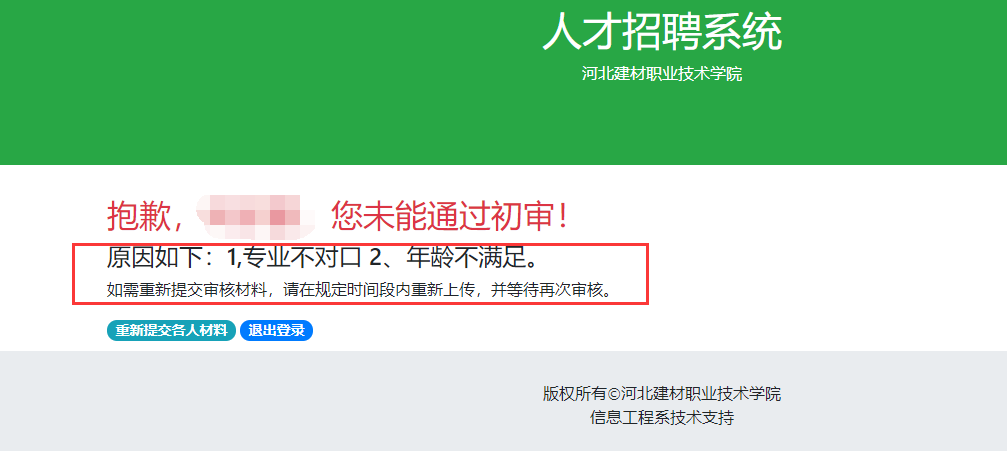 人才招聘系统
河北建材职业技术学院
抱歉， 您未能通过初审！
原因如下：1,专业不对口 2、年龄不满足。
如需重新提交审核材料，请在规定时间段内重新上传，并等待再次审核。
重新提交各人材料 退出登录
版权所有©河北建材职业技术学院
信息工程系技术支持